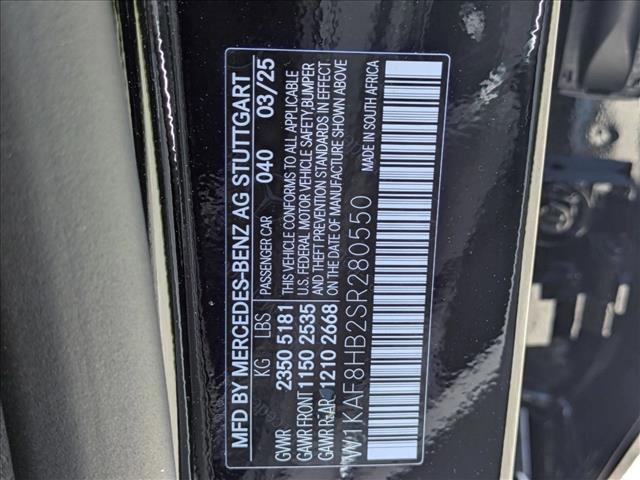 MFD BY MERCEDES-BENZ AG STUTTGART
KG LBS PASSENGER CAR 040 03/25
GVWR 2350 5181
GAWR FRONT 1150 2535
GAWR REAR 1210 2668
THIS VEHICLE CONFORMS TO ALL APPLICABLE
U.S. FEDERAL MOTOR VEHICLE SAFETY,BUMPER
AND THEFT PREVENTION STANDARDS IN EFFECT
ON THE DATE OF MANUFACTURE SHOWN ABOVE
MADE IN SOUTH AFRICA
W1KAF8HB2SR280550